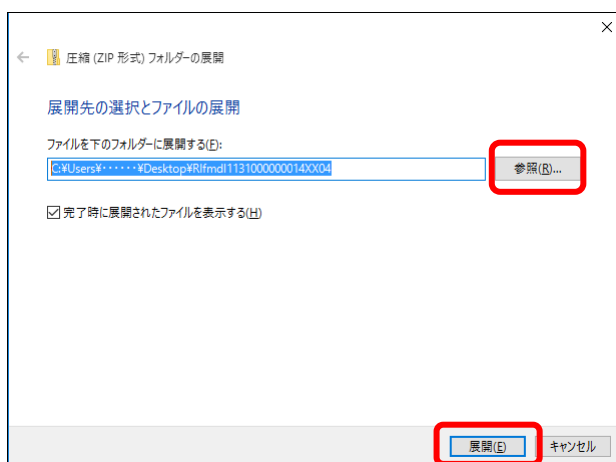 圧縮 (ZIP 形式) フォルダーの展開
展開先の選択とファイルの展開
ファイルを下のフォルダーに展開する(F):
C:¥Users¥・・・・・・¥Desktop¥RIfmdl1131000000014XX04
参照(R)...
完了時に展開されたファイルを表示する(H)
展開(E)
キャンセル